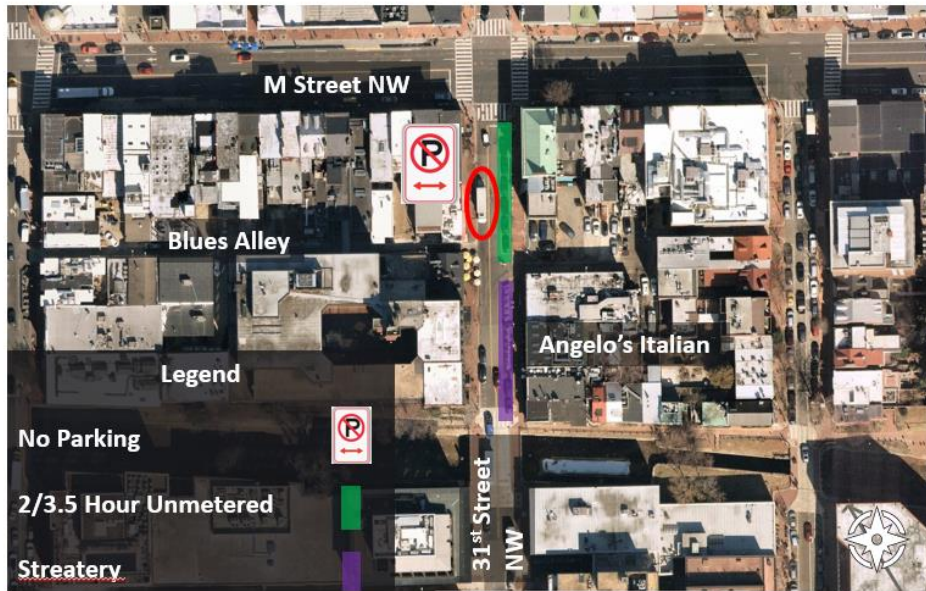 M Street NW
P
Blues Alley
Angelo's Italian
Legend
No Parking
P
2/3.5 Hour Unmetered
Streatery
31st Street
NW